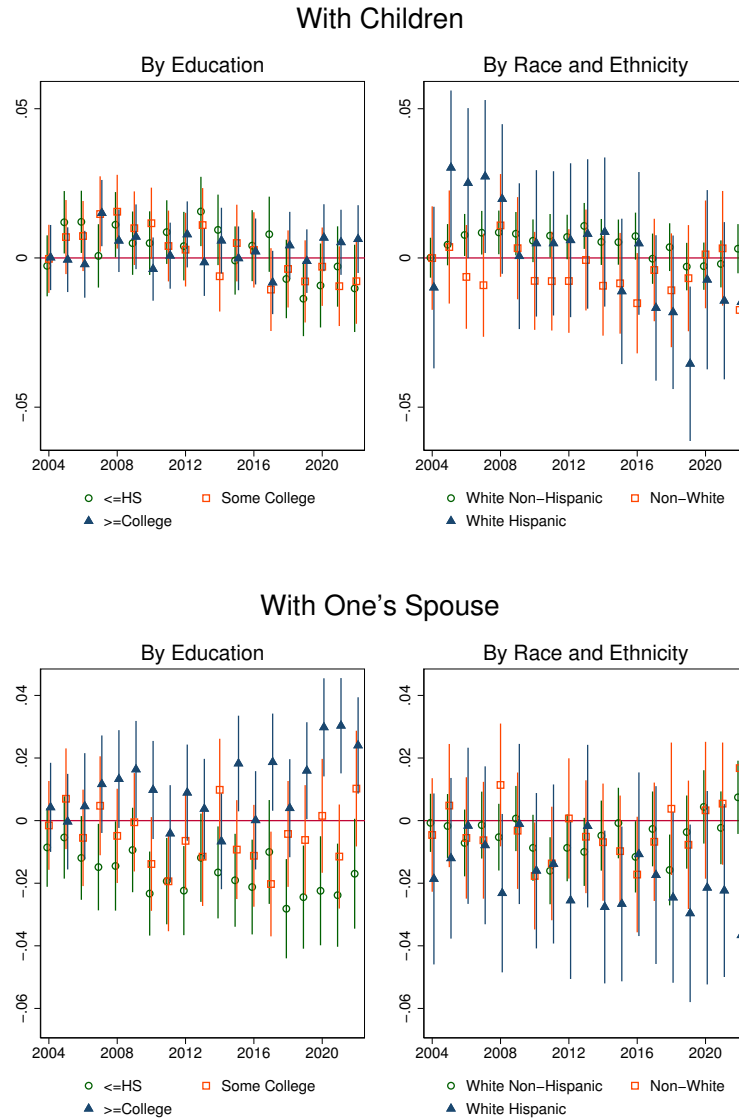 With Children
By Education
By Race and Ethnicity
.05
0
-.05
2004 2008 2012 2016 2020
.05
0
-.05
2004 2008 2012 2016 2020
<=HS Some College
>=College
White Non-Hispanic Non-White
White Hispanic
With One's Spouse
By Education
By Race and Ethnicity
.04
.02
0
-.02
-.04
-.06
2004 2008 2012 2016 2020
.04
.02
0
-.02
-.04
-.06
2004 2008 2012 2016 2020
<=HS Some College
>=College
White Non-Hispanic Non-White
White Hispanic